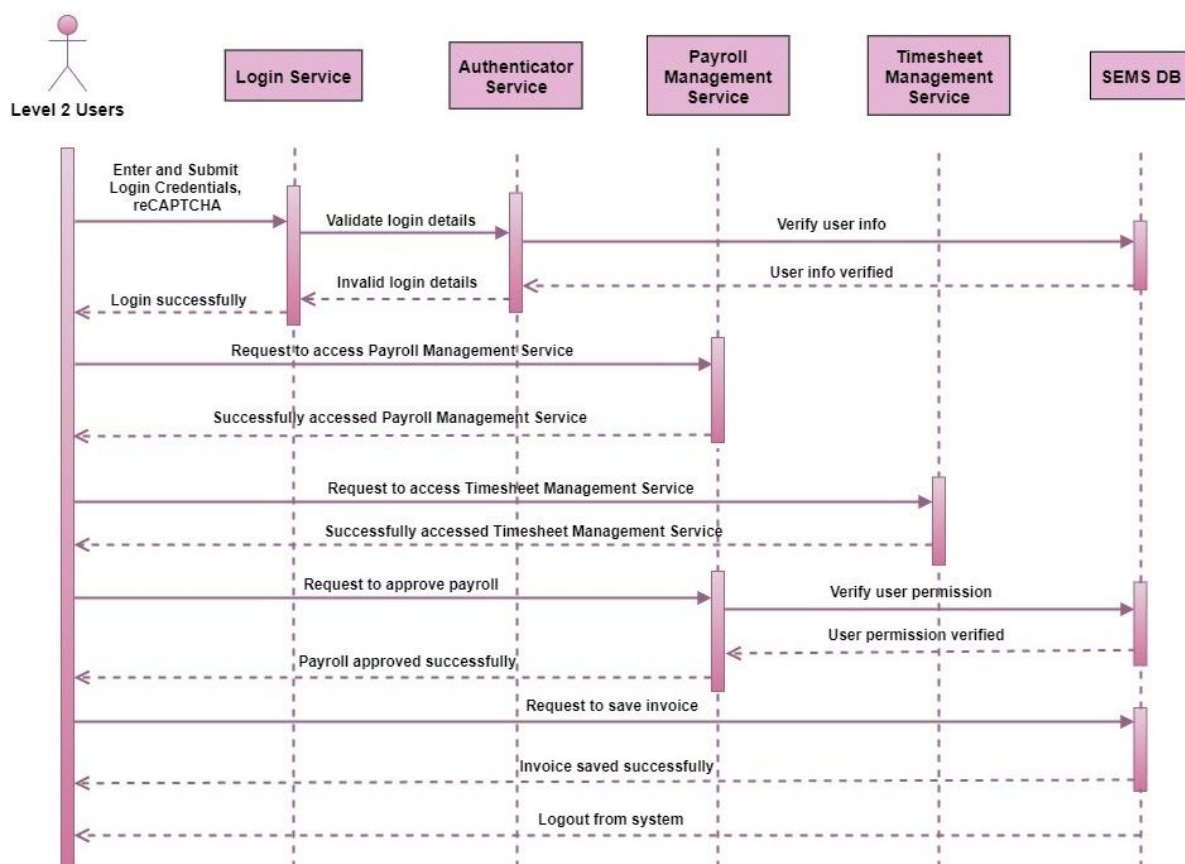 Level 2 Users
Login Service
Authenticator
Service
Payroll
Management
Service
Timesheet
Management
Service
SEMS DB
Enter and Submit
Login Credentials,
reCAPTCHA
Validate login details
Verify user info
User info verified
Invalid login details
Login successfully
Request to access Payroll Management Service
Successfully accessed Payroll Management Service
Request to access Timesheet Management Service
Successfully accessed Timesheet Management Service
Request to approve payroll
Verify user permission
User permission verified
Payroll approved successfully
Request to save invoice
Invoice saved successfully
Logout from system